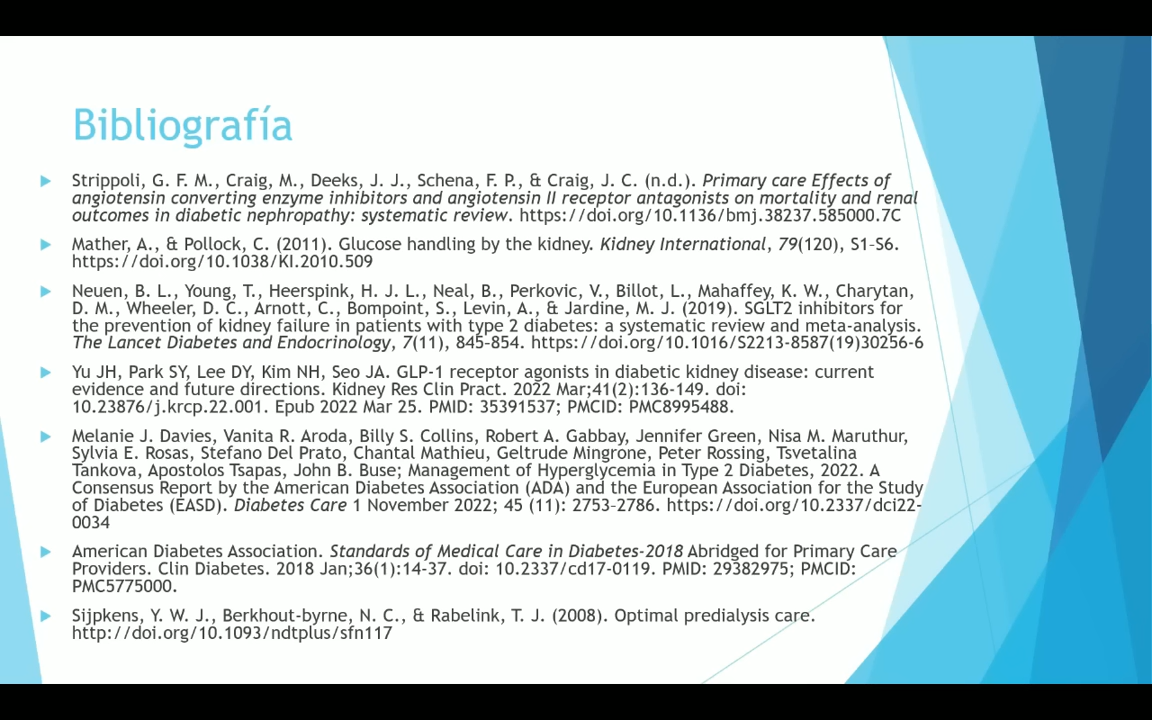 Bibliografía
Strippoli, G. F. M., Craig, M., Deeks, J. J., Schena, F. P., & Craig, J. C. (n.d.). Primary care Effects of
angiotensin converting enzyme inhibitors and angiotensin II receptor antagonists on mortality and renal
outcomes in diabetic nephropathy: systematic review. https://doi.org/10.1136/bmj.38237.585000.7C
Mather, A., & Pollock, C. (2011). Glucose handling by the kidney. Kidney International, 79(120), S1–S6.
https://doi.org/10.1038/KI.2010.509
Neuen, B. L., Young, T., Heerspink, H. J. L., Neal, B., Perkovic, V., Billot, L., Mahaffey, K. W., Charytan,
D. M., Wheeler, D. C., Arnott, C., Bompoint, S., Levin, A., & Jardine, M. J. (2019). SGLT2 inhibitors for
the prevention of kidney failure in patients with type 2 diabetes: a systematic review and meta-analysis.
The Lancet Diabetes and Endocrinology, 7(11), 845–854. https://doi.org/10.1016/S2213-8587(19)30256-6
Yu JH, Park SY, Lee DY, Kim NH, Seo JA. GLP-1 receptor agonists in diabetic kidney disease: current
evidence and future directions. Kidney Res Clin Pract. 2022 Mar;41(2):136-149. doi:
10.23876/j.krcp.22.001. Epub 2022 Mar 25. PMID: 35391537; PMCID: PMC8995488.
Melanie J. Davies, Vanita R. Aroda, Billy S. Collins, Robert A. Gabbay, Jennifer Green, Nisa M. Maruthur,
Sylvia E. Rosas, Stefano Del Prato, Chantal Mathieu, Geltrude Mingrone, Peter Rossing, Tsvetalina
Tankova, Apostolos Tsapas, John B. Buse; Management of Hyperglycemia in Type 2 Diabetes, 2022. A
Consensus Report by the American Diabetes Association (ADA) and the European Association for the Study
of Diabetes (EASD). Diabetes Care 1 November 2022; 45 (11): 2753–2786. https://doi.org/10.2337/dci22-
0034
American Diabetes Association. Standards of Medical Care in Diabetes-2018 Abridged for Primary Care
Providers. Clin Diabetes. 2018 Jan;36(1):14-37. doi: 10.2337/cd17-0119. PMID: 29382975; PMCID:
PMC5775000.
Sijpkens, Y. W. J., Berkhout-byrne, N. C., & Rabelink, T. J. (2008). Optimal predialysis care.
http://doi.org/10.1093/ndtplus/sfn117